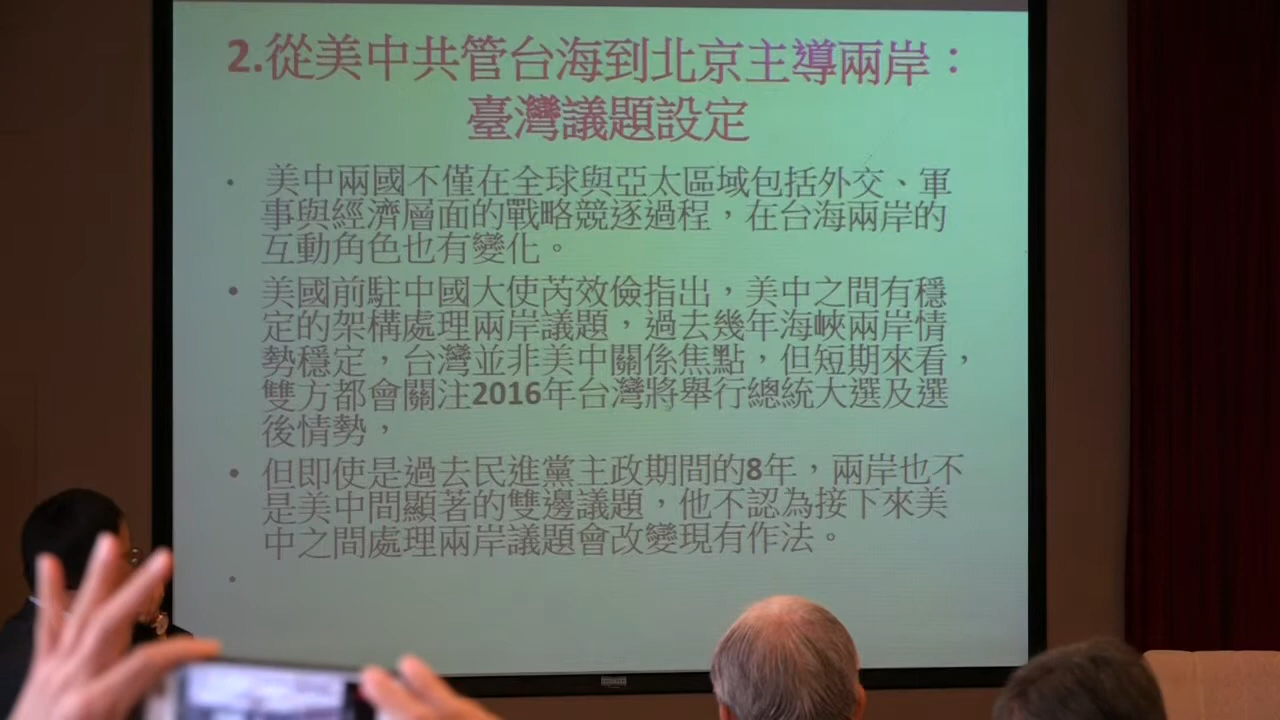 2.從美中共管台海到北京主導兩岸：
臺灣議題設定
• 美中兩國不僅在全球與亞太區域包括外交、軍
事與經濟層面的戰略競逐過程，在台海兩岸的
互動角色也有變化。
• 美國前駐中國大使芮效儉指出，美中之間有穩
定的架構處理兩岸議題，過去幾年海峽兩岸情
勢穩定，台灣並非美中關係焦點，但短期來看，
雙方都會關注2016年台灣將舉行總統大選及選
後情勢，
• 但即使是過去民進黨主政期間的8年，兩岸也不
是美中間顯著的雙邊議題，他不認為接下來美
中之間處理兩岸議題會改變現有作法。
•